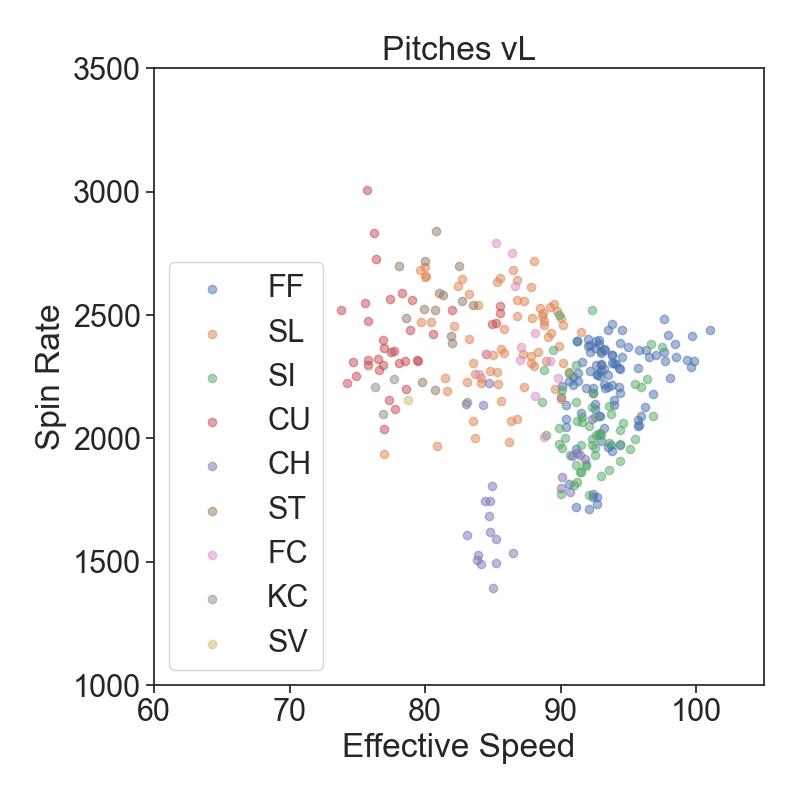 Pitches vL
3500
3000
2500
2000
1500
1000
Spin Rate
FF
SL
SI
CU
CH
ST
FC
KC
SV
60 70 80 90 100
Effective Speed